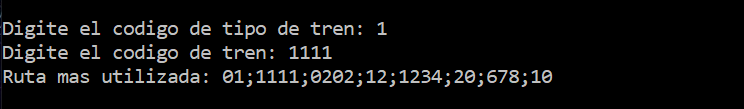 Digite el codigo de tipo de tren: 1
Digite el codigo de tren: 1111
Ruta mas utilizada: 01;1111;0202;12;1234;20;678;10